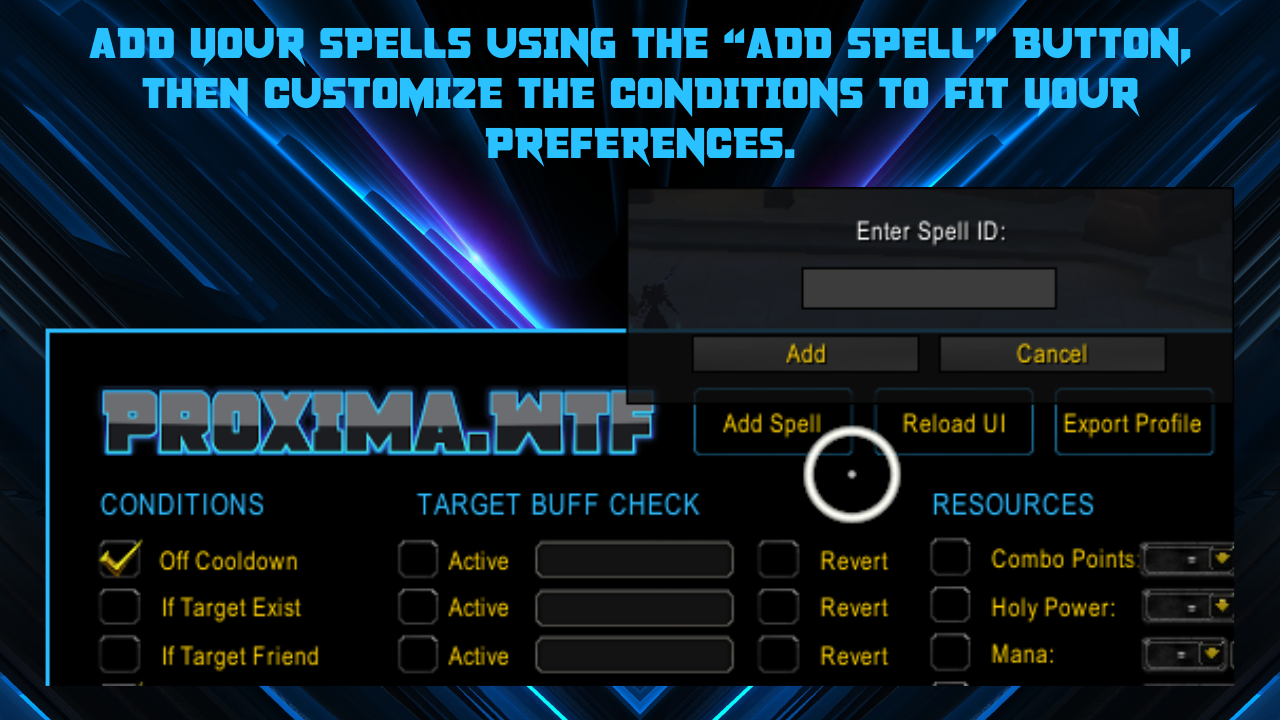 ADD YOUR SPELLS USING THE “ADD SPELL” BUTTON,
THEN CUSTOMIZE THE CONDITIONS TO FIT YOUR
PREFERENCES.
Enter Spell ID:
Add Cancel
PROXIMA.WTF Add Spell Reload UI Export Profile
CONDITIONS TARGET BUFF CHECK RESOURCES
Off Cooldown Active Revert Combo Points: =
If Target Exist Active Revert Holy Power: =
If Target Friend Active Revert Mana: =